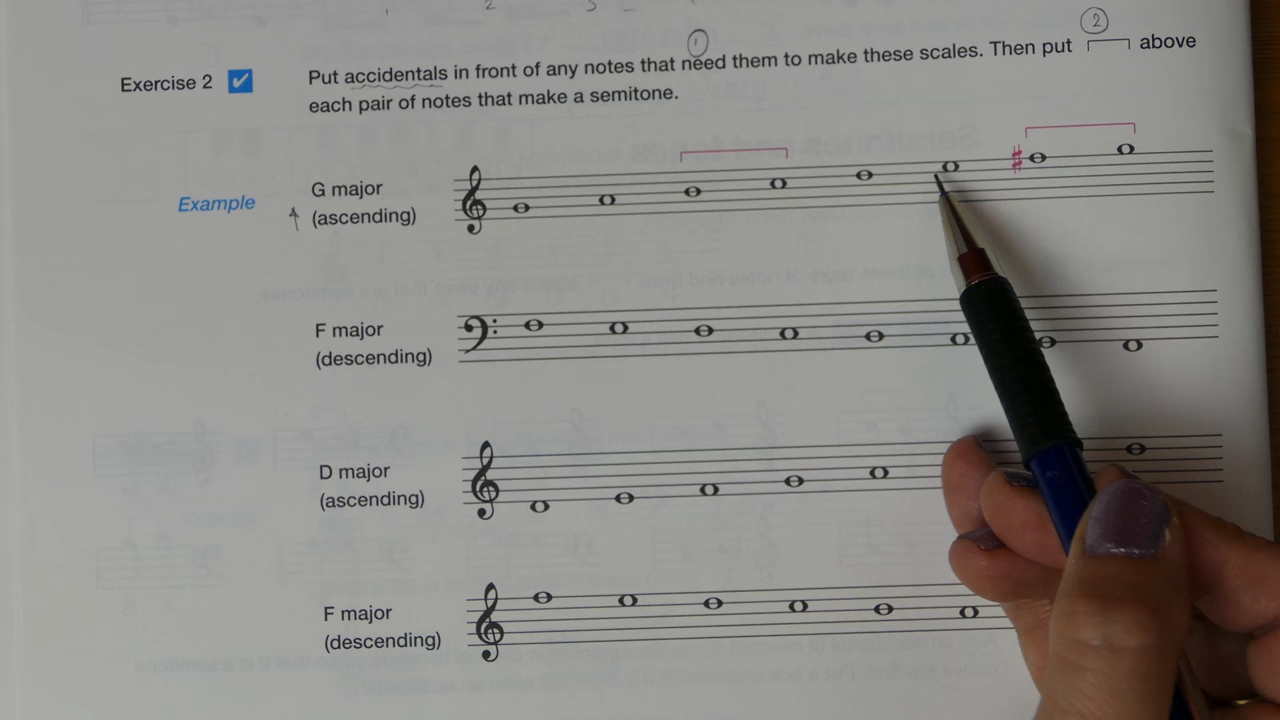 2
①
②
Exercise 2 Put accidentals in front of any notes that need them to make these scales. Then put above
each pair of notes that make a semitone.
Example
G major
(ascending)
F major
(descending)
D major
(ascending)
F major
(descending)